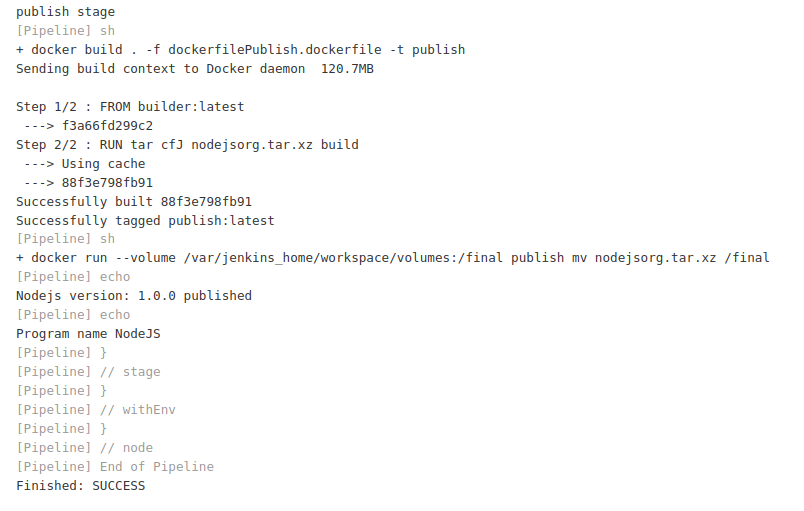 publish stage
[Pipeline] sh
+ docker build . -f dockerfilePublish.dockerfile -t publish
Sending build context to Docker daemon  120.7MB

Step 1/2 : FROM builder:latest
 ---> f3a66fd299c2
Step 2/2 : RUN tar cfJ nodejsorg.tar.xz build
 ---> Using cache
 ---> 88f3e798fb91
Successfully built 88f3e798fb91
Successfully tagged publish:latest
[Pipeline] sh
+ docker run --volume /var/jenkins_home/workspace/volumes:/final publish mv nodejsorg.tar.xz /final
[Pipeline] echo
Nodejs version: 1.0.0 published
[Pipeline] echo
Program name NodeJS
[Pipeline] }
[Pipeline] // stage
[Pipeline] }
[Pipeline] // withEnv
[Pipeline] }
[Pipeline] // node
[Pipeline] End of Pipeline
Finished: SUCCESS